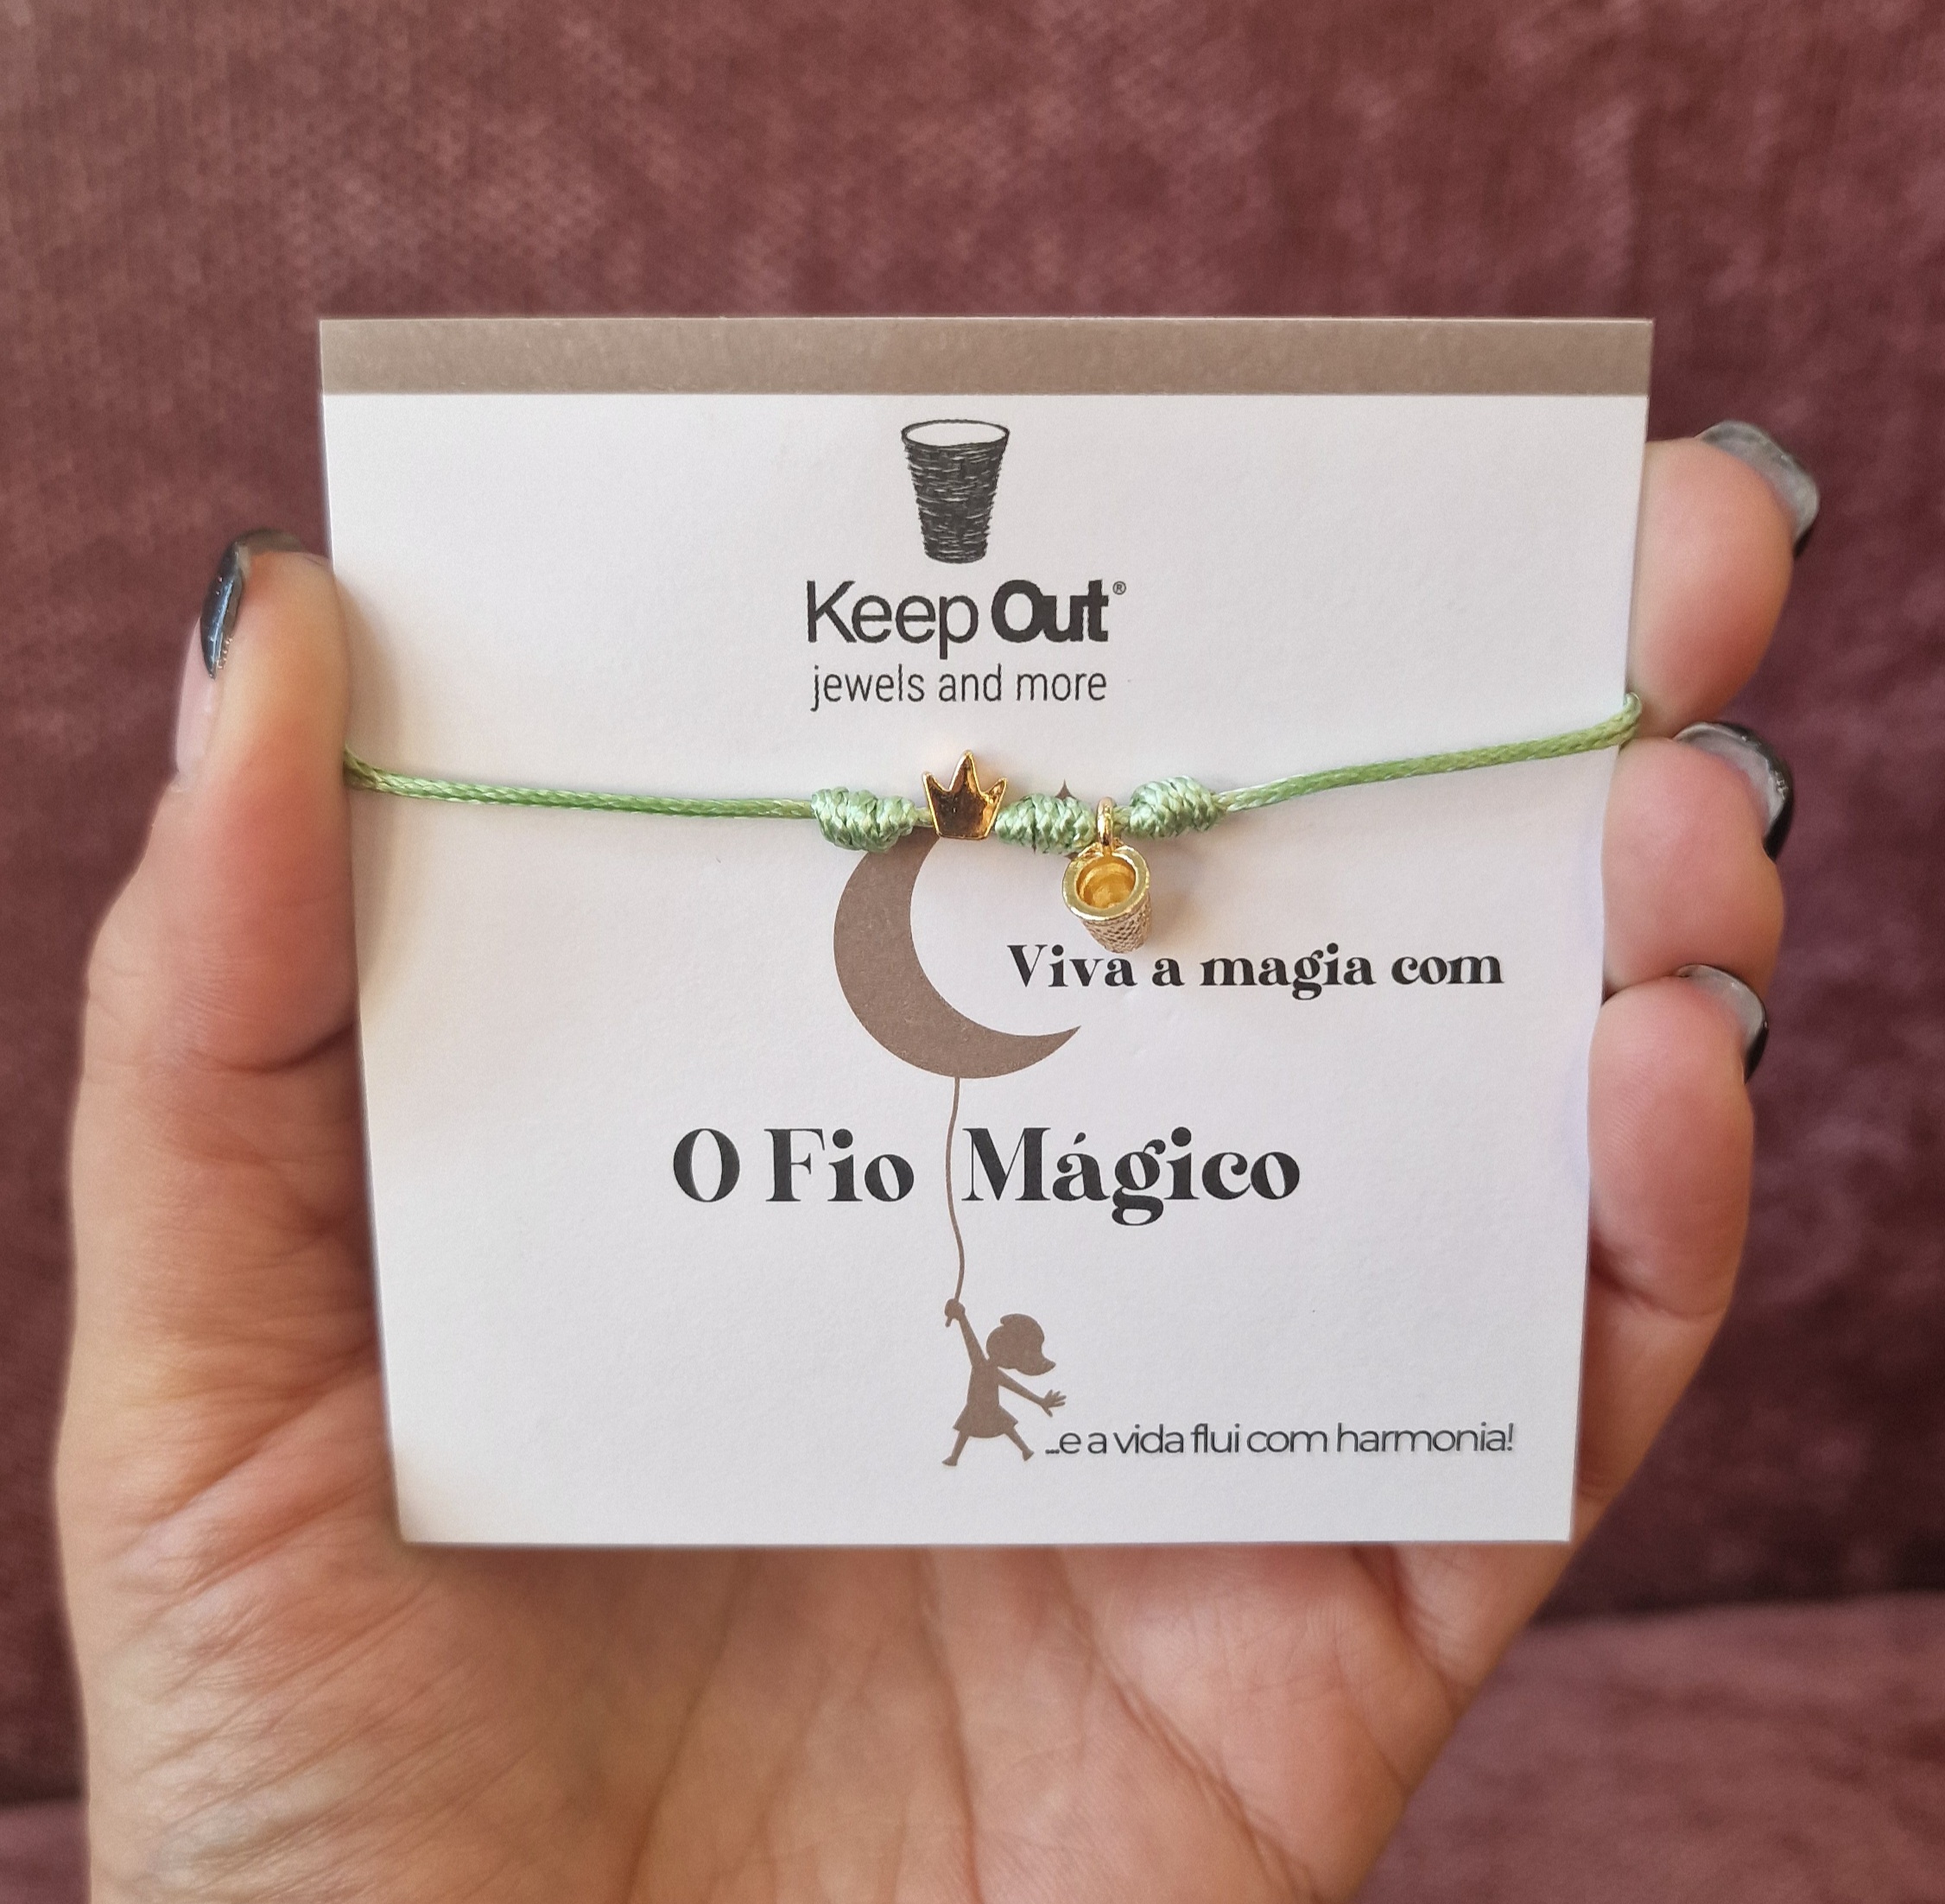 Keep Out®
jewels and more
Viva a magia com
O Fio Mágico
...e a vida flui com harmonia!